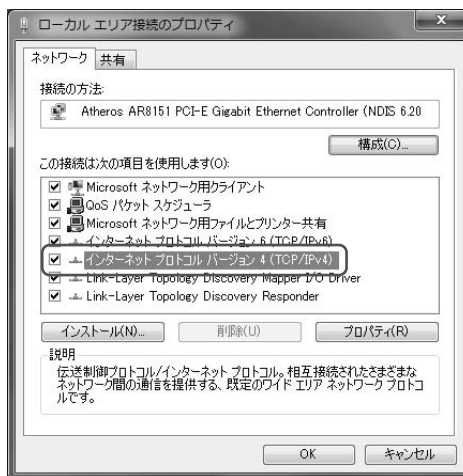 ローカル エリア接続のプロパティ
ネットワーク 共有
接続の方法:
Atheros AR8151 PCI-E Gigabit Ethernet Controller (NDIS 6.20
構成(C)...
この接続は次の項目を使用します(O):
Microsoft ネットワーク用クライアント
QoS パケット スケジューラ
Microsoft ネットワーク用ファイルとプリンター共有
インターネット プロトコル バージョン 6 (TCP/IPv6)
インターネット プロトコル バージョン 4 (TCP/IPv4)
Link-Layer Topology Discovery Mapper I/O Driver
Link-Layer Topology Discovery Responder
インストール(N)... 削除(U) プロパティ(R)
説明
伝送制御プロトコル/インターネット プロトコル。相互接続されたさまざまな
ネットワーク間の通信を提供する、既定のワイド エリア ネットワーク プロトコ
ルです。
OK キャンセル